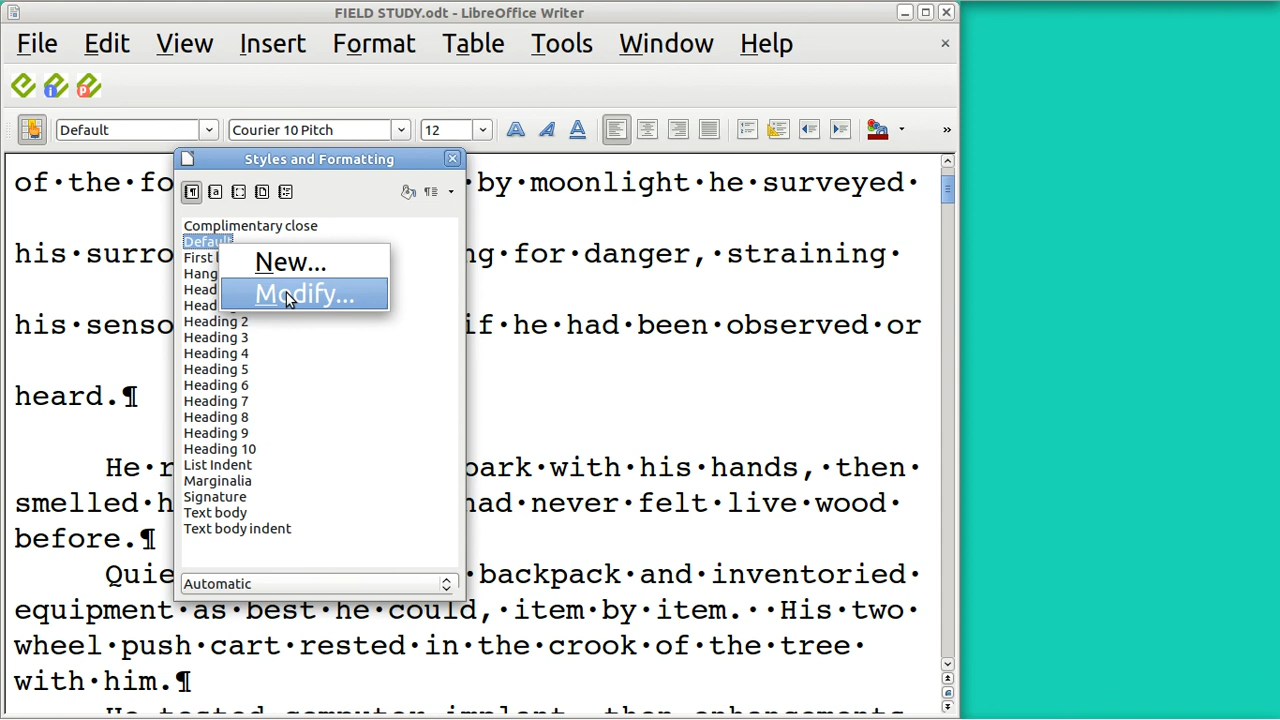 FIELD STUDY.odt - LibreOffice Writer
File Edit View Insert Format Table Tools Window Help
Default Courier 10 Pitch 12
Styles and Formatting
of·the·fo by·moonlight·he·surveyed·
Complimentary close
Default
New...
his·surro ng·for·danger,·straining·
First
Hang
Modify...
Head
Head
Heading 2
his·senso if·he·had·been·observed·or
Heading 3
Heading 4
Heading 5
Heading 6
heard.¶
Heading 7
Heading 8
Heading 9
Heading 10
List Indent
He·r bark·with·his·hands,·then·
Marginalia
Signature
smelled·h had·never·felt·live·wood·
Text body
Text body indent
before.¶
Quie backpack·and·inventoried·
Automatic
equipment·as·best·he·could,·item·by·item.··His·two·
wheel·push·cart·rested·in·the·crook·of·the·tree·
with·him.¶
He·tested·computer·implant,·then·enhancements·